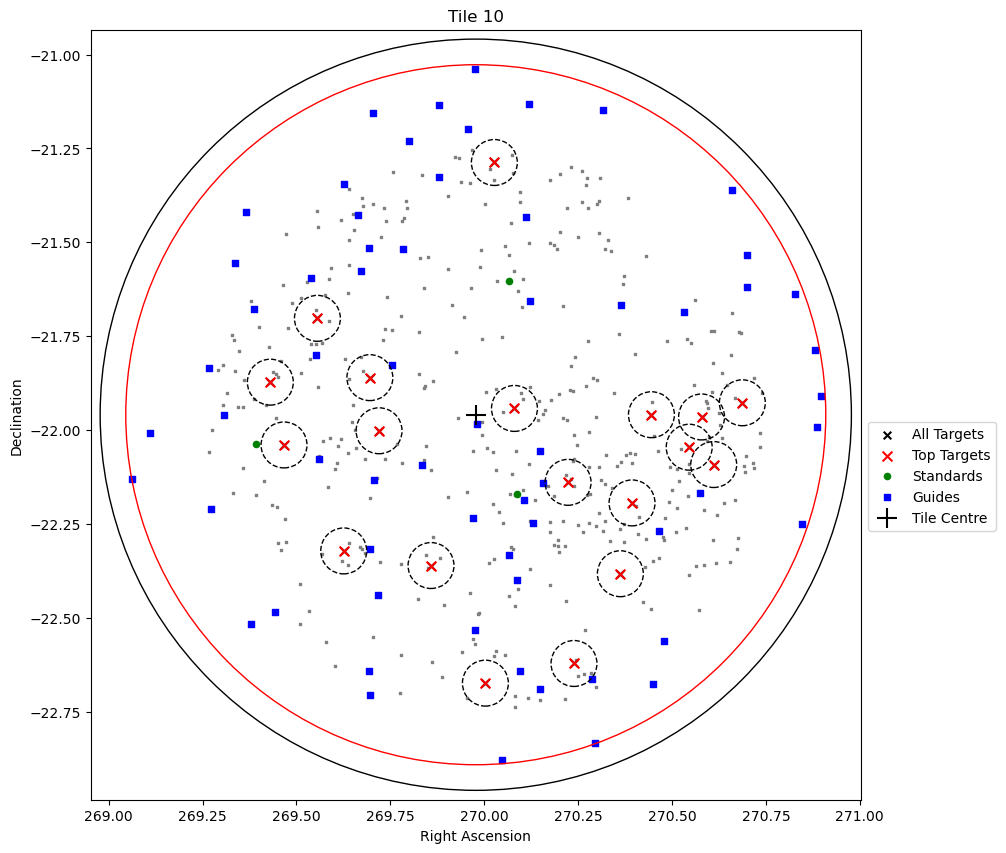 Tile 10
−21.00
−21.25
−21.50
−21.75
−22.00
−22.25
−22.50
−22.75
Declination
269.00 269.25 269.50 269.75 270.00 270.25 270.50 270.75 271.00
Right Ascension
All Targets
Top Targets
Standards
Guides
Tile Centre